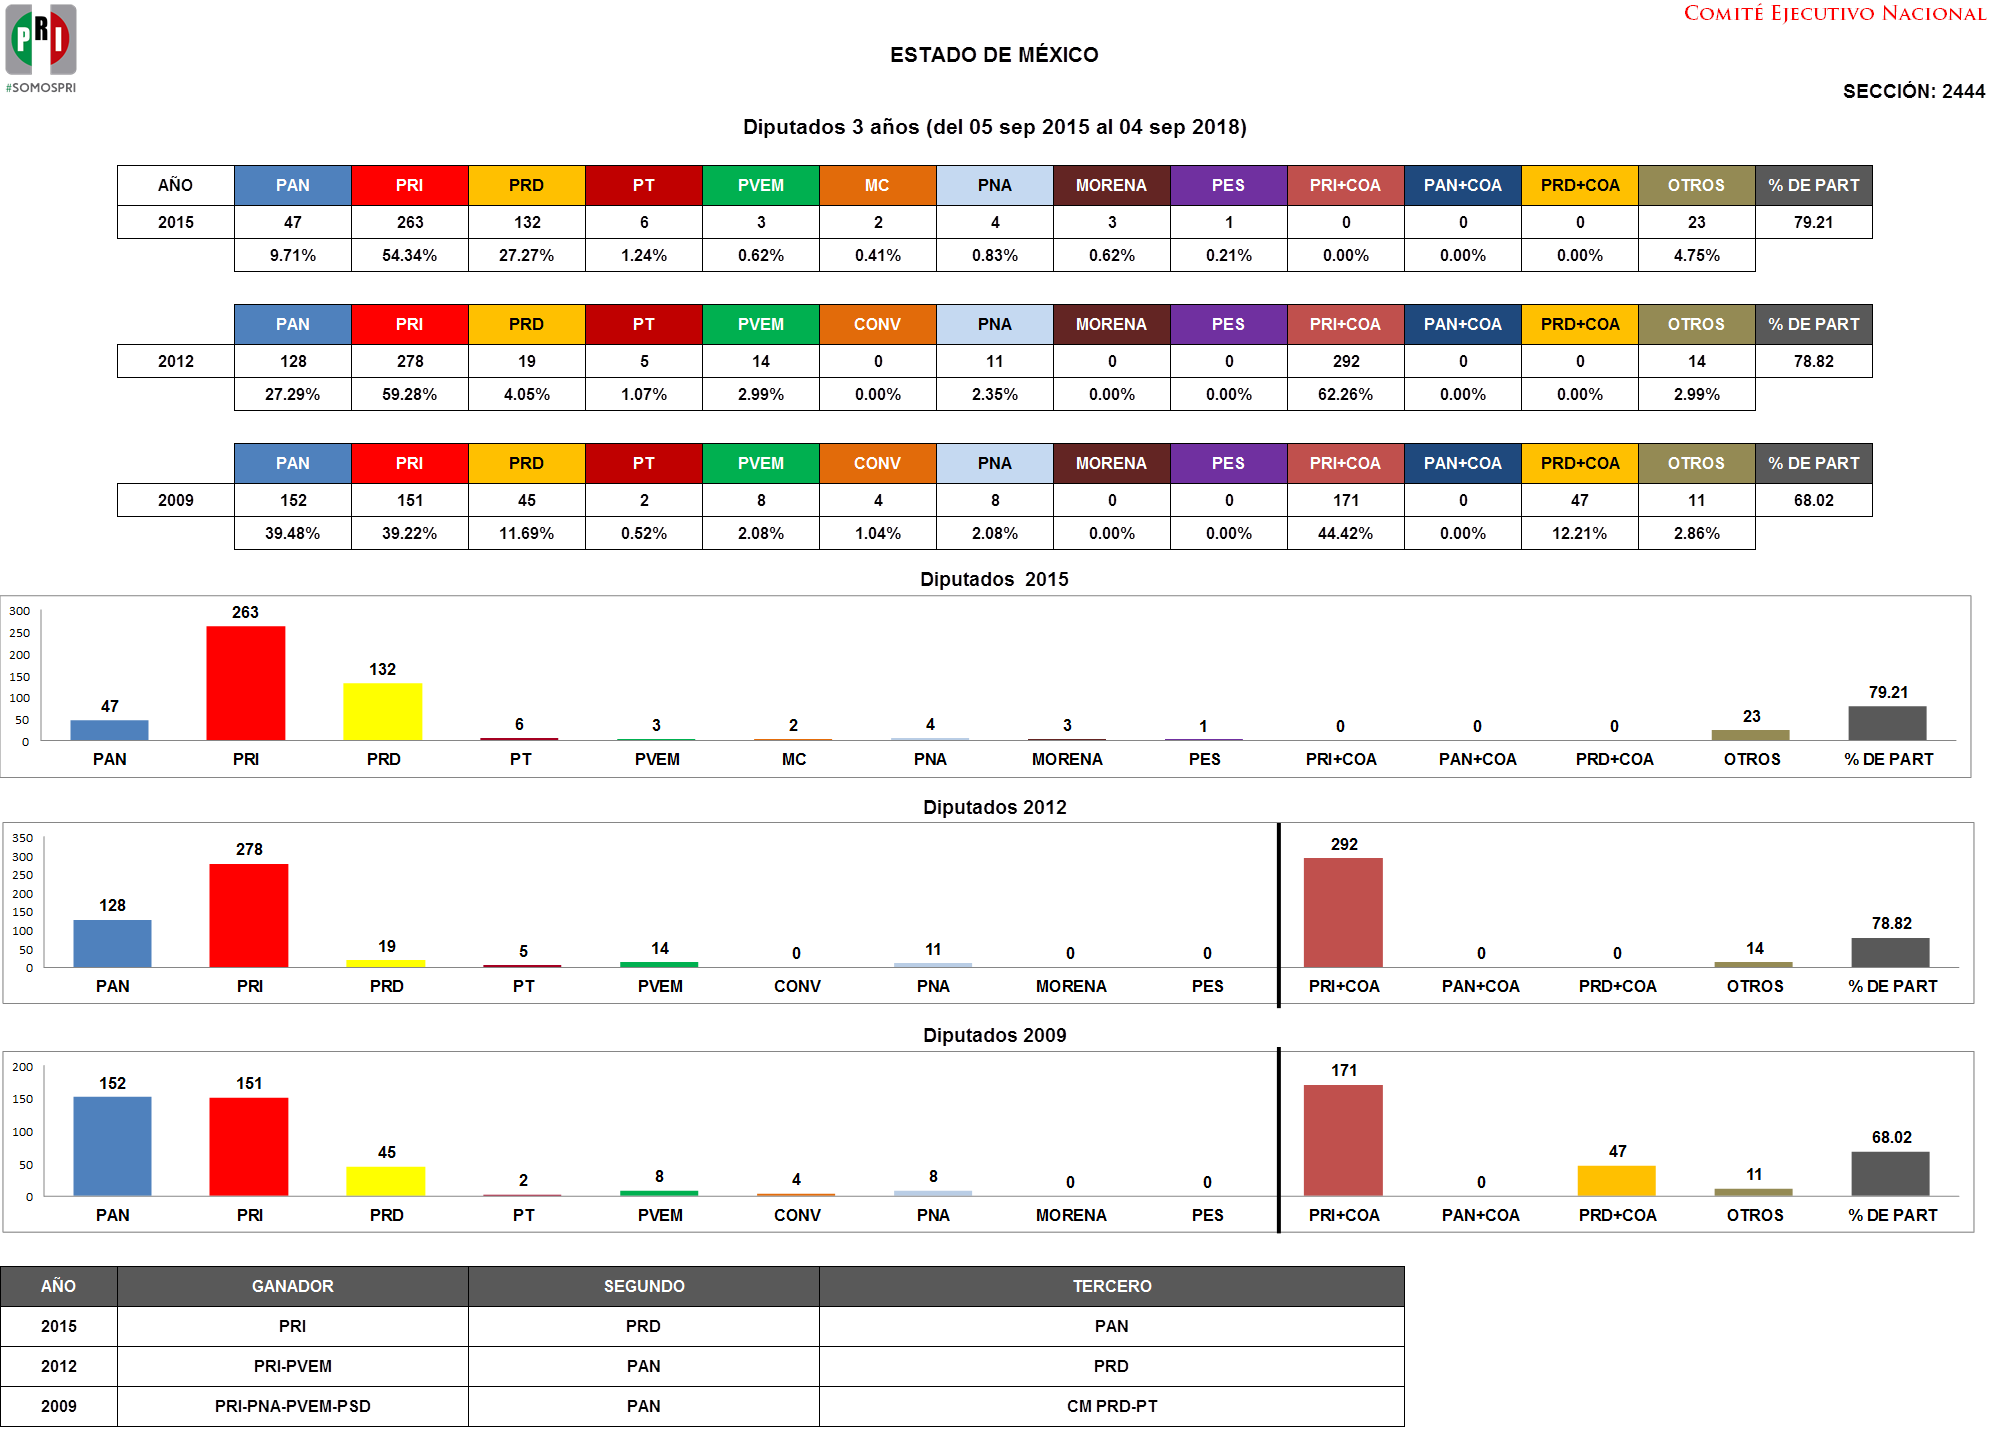 PRI
#SOMOSPRI
COMITÉ EJECUTIVO NACIONAL
ESTADO DE MÉXICO
SECCIÓN: 2444
Diputados 3 años (del 05 sep 2015 al 04 sep 2018)
AÑO PAN PRI PRD PT PVEM MC PNA MORENA PES PRI+COA PAN+COA PRD+COA OTROS % DE PART
2015 47 263 132 6 3 2 4 3 1 0 0 0 23 79.21
9.71% 54.34% 27.27% 1.24% 0.62% 0.41% 0.83% 0.62% 0.21% 0.00% 0.00% 0.00% 4.75%
PAN PRI PRD PT PVEM CONV PNA MORENA PES PRI+COA PAN+COA PRD+COA OTROS % DE PART
2012 128 278 19 5 14 0 11 0 0 292 0 0 14 78.82
27.29% 59.28% 4.05% 1.07% 2.99% 0.00% 2.35% 0.00% 0.00% 62.26% 0.00% 0.00% 2.99%
PAN PRI PRD PT PVEM CONV PNA MORENA PES PRI+COA PAN+COA PRD+COA OTROS % DE PART
2009 152 151 45 2 8 4 8 0 0 171 0 47 11 68.02
39.48% 39.22% 11.69% 0.52% 2.08% 1.04% 2.08% 0.00% 0.00% 44.42% 0.00% 12.21% 2.86%
Diputados 2015
300
250
200
150
100
50
0
47 263 132 6 3 2 4 3 1 0 0 0 23 79.21
PAN PRI PRD PT PVEM MC PNA MORENA PES PRI+COA PAN+COA PRD+COA OTROS % DE PART
Diputados 2012
350
300
250
200
150
100
50
0
128 278 19 5 14 0 11 0 0 292 0 0 14 78.82
PAN PRI PRD PT PVEM CONV PNA MORENA PES PRI+COA PAN+COA PRD+COA OTROS % DE PART
Diputados 2009
200
150
100
50
0
152 151 45 2 8 4 8 0 0 171 0 47 11 68.02
PAN PRI PRD PT PVEM CONV PNA MORENA PES PRI+COA PAN+COA PRD+COA OTROS % DE PART
AÑO GANADOR SEGUNDO TERCERO
2015 PRI PRD PAN
2012 PRI-PVEM PAN PRD
2009 PRI-PNA-PVEM-PSD PAN CM PRD-PT